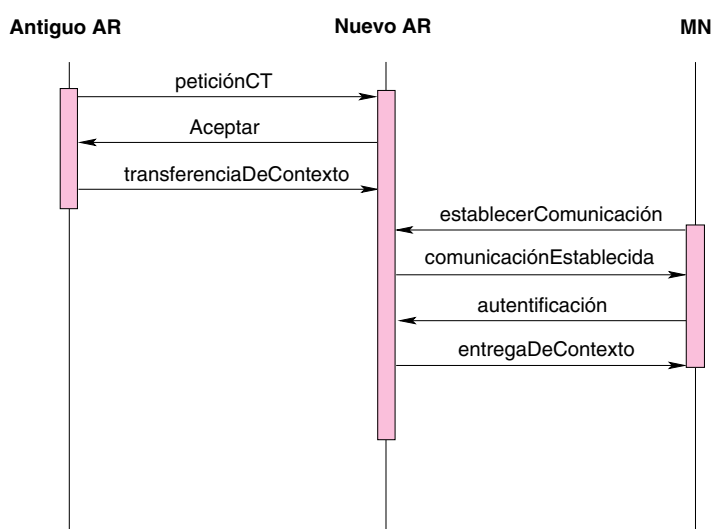 Antiguo AR
Nuevo AR
MN
peticiónCT
Aceptar
transferenciaDeContexto
establecerComunicación
comunicaciónEstablecida
autentificación
entregaDeContexto